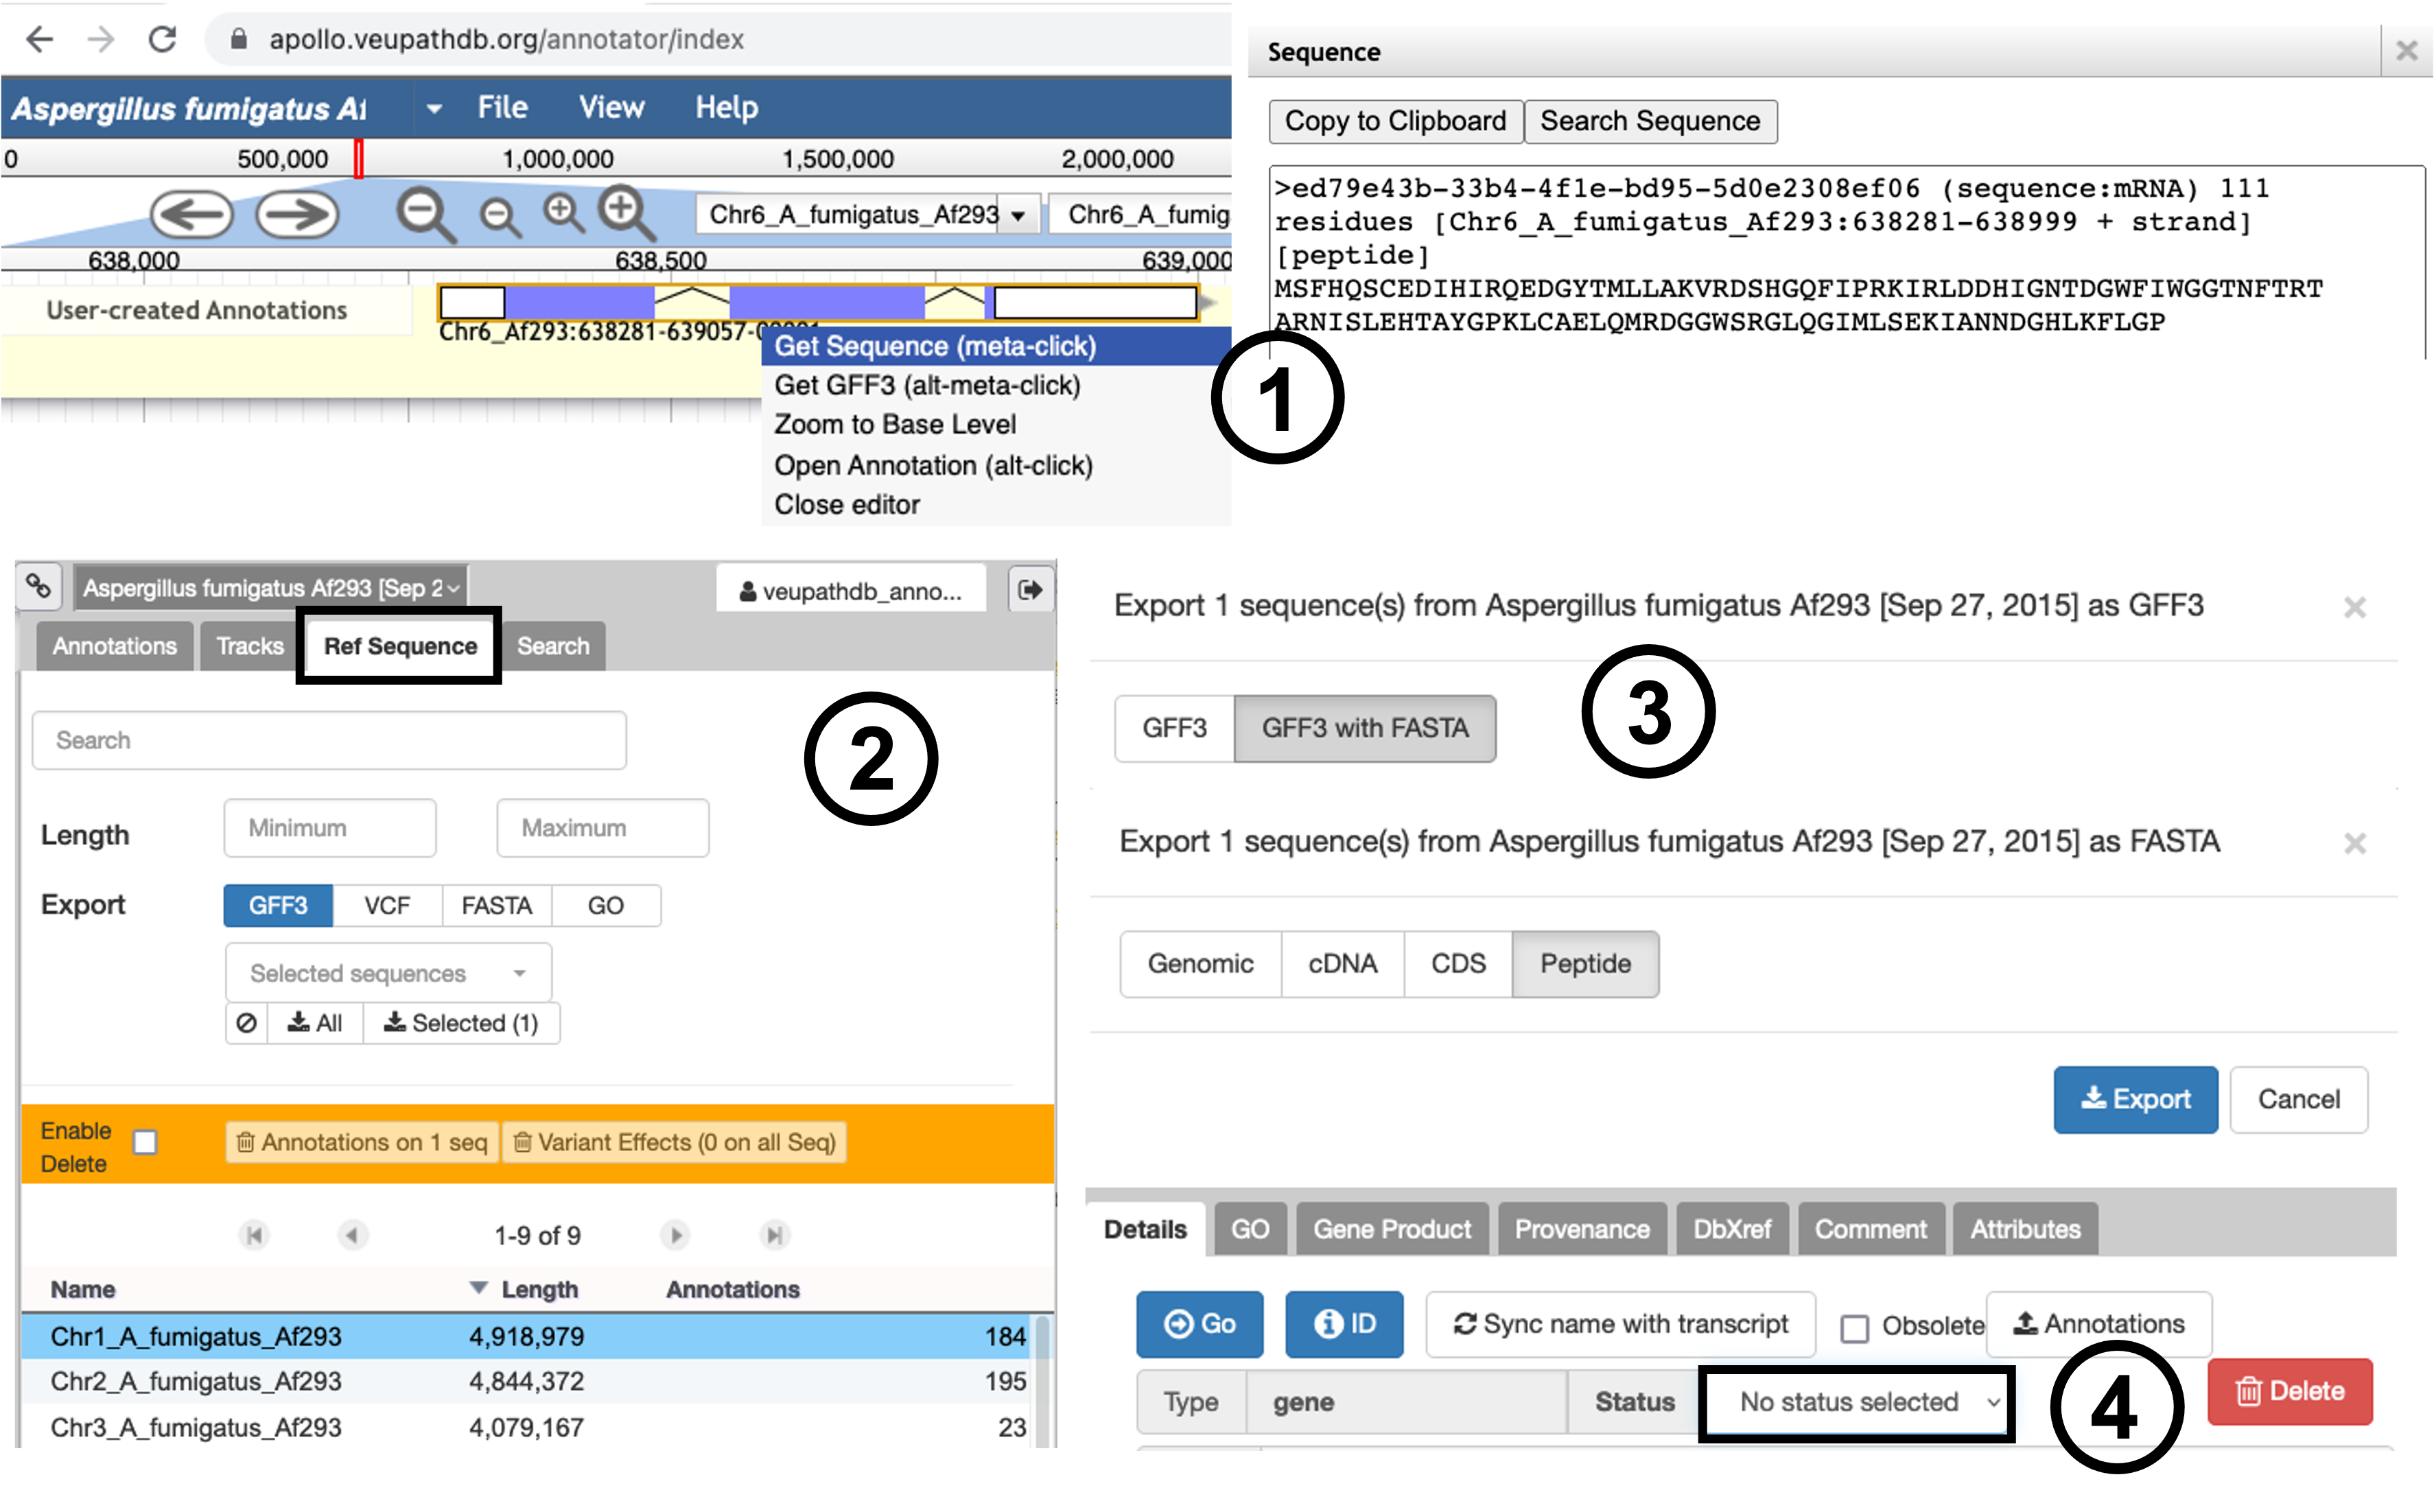 apollo.veupathdb.org/annotator/index
Aspergillus fumigatus Af
File View Help
0 500,000 1,000,000 1,500,000 2,000,000
Chr6_A_fumigatus_Af293 Chr6_A_fumig
638,000 638,500 639,000
User-created Annotations
Chr6_Af293:638281-639057-00001
Get Sequence (meta-click)
Get GFF3 (alt-meta-click)
Zoom to Base Level
Open Annotation (alt-click)
Close editor
1
Sequence
Copy to Clipboard Search Sequence
>ed79e43b-33b4-4f1e-bd95-5d0e2308ef06 (sequence:mRNA) 111
residues [Chr6_A_fumigatus_Af293:638281-638999 + strand]
[peptide]
MSFHQSCEDIHIRQEDGYTMLLAKVRDSHGQFIPRKIRLDDHIGNTDGWFIWGGTNFTRT
ARNISLEHTAYGPKLCAELQMRDGGWSRGLQGIMLSEKIANNDGHLKFLGP
Aspergillus fumigatus Af293 [Sep 2
veupathdb_anno...
Annotations Tracks Ref Sequence Search
Search
2
Length Minimum Maximum
Export GFF3 VCF FASTA GO
Selected sequences
All Selected (1)
Enable
Delete
Annotations on 1 seq Variant Effects (0 on all Seq)
1-9 of 9
Name Length Annotations
Chr1_A_fumigatus_Af293 4,918,979 184
Chr2_A_fumigatus_Af293 4,844,372 195
Chr3_A_fumigatus_Af293 4,079,167 23
Export 1 sequence(s) from Aspergillus fumigatus Af293 [Sep 27, 2015] as GFF3
GFF3 GFF3 with FASTA
3
Export 1 sequence(s) from Aspergillus fumigatus Af293 [Sep 27, 2015] as FASTA
Genomic cDNA CDS Peptide
Export Cancel
Details GO Gene Product Provenance DbXref Comment Attributes
Go ID Sync name with transcript Obsolete Annotations
Type gene Status No status selected
4
Delete